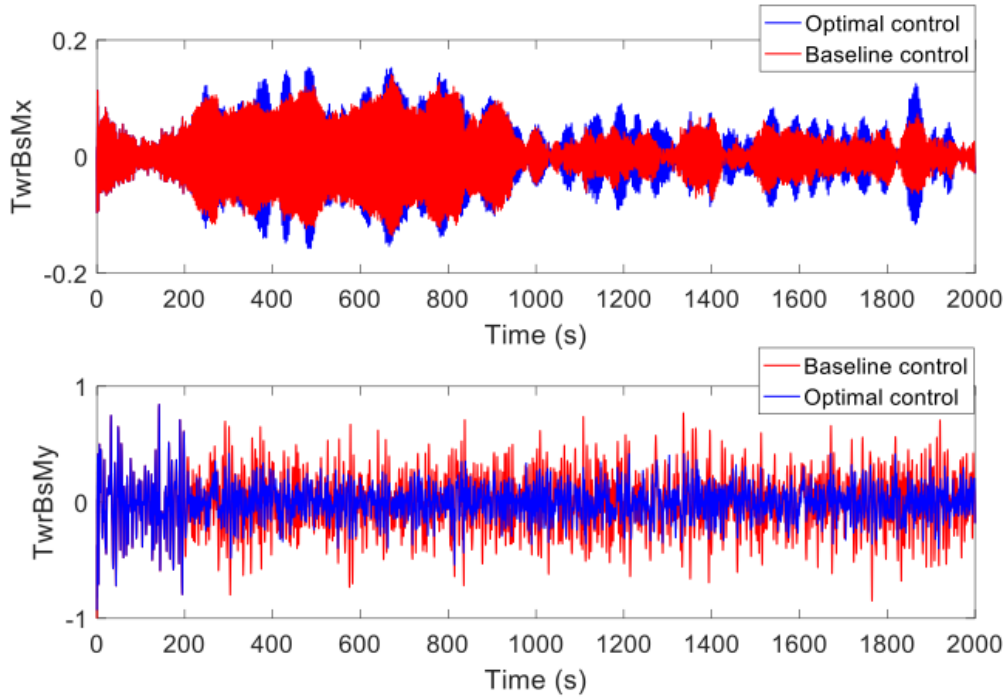 Optimal control
Baseline control
0.2
0
-0.2
TwrBsMx
0 200 400 600 800 1000 1200 1400 1600 1800 2000
Time (s)
Baseline control
Optimal control
1
0
-1
TwrBsMy
0 200 400 600 800 1000 1200 1400 1600 1800 2000
Time (s)